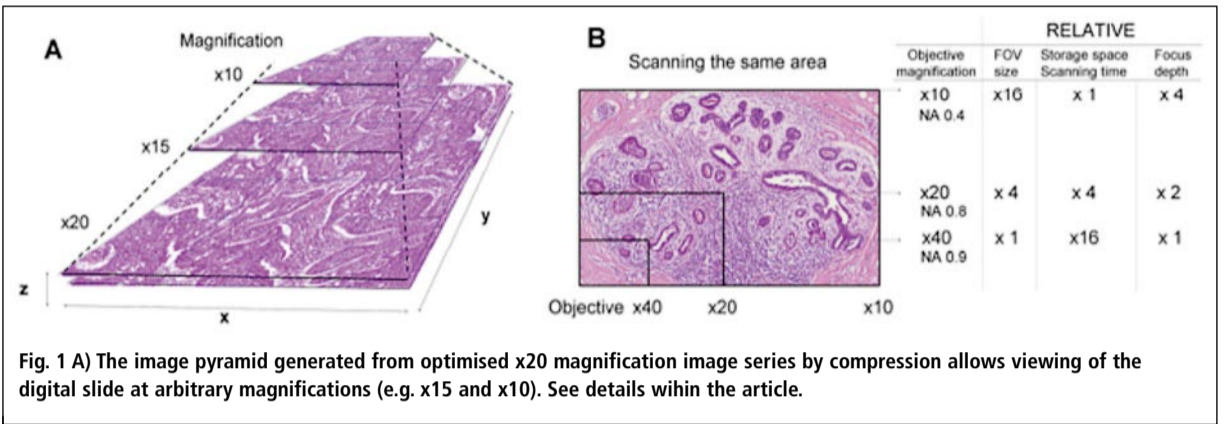 A
Magnification
x10
x15
x20
z
x
y
B
Scanning the same area
Objective x40 x20 x10
RELATIVE
Objective magnification FOV size Storage space Scanning time Focus depth
x10 x16 x 1 x 4
NA 0.4
x20 x 4 x 4 x 2
NA 0.8
x40 x 1 x16 x 1
NA 0.9
Fig. 1 A) The image pyramid generated from optimised x20 magnification image series by compression allows viewing of the
digital slide at arbitrary magnifications (e.g. x15 and x10). See details wihin the article.